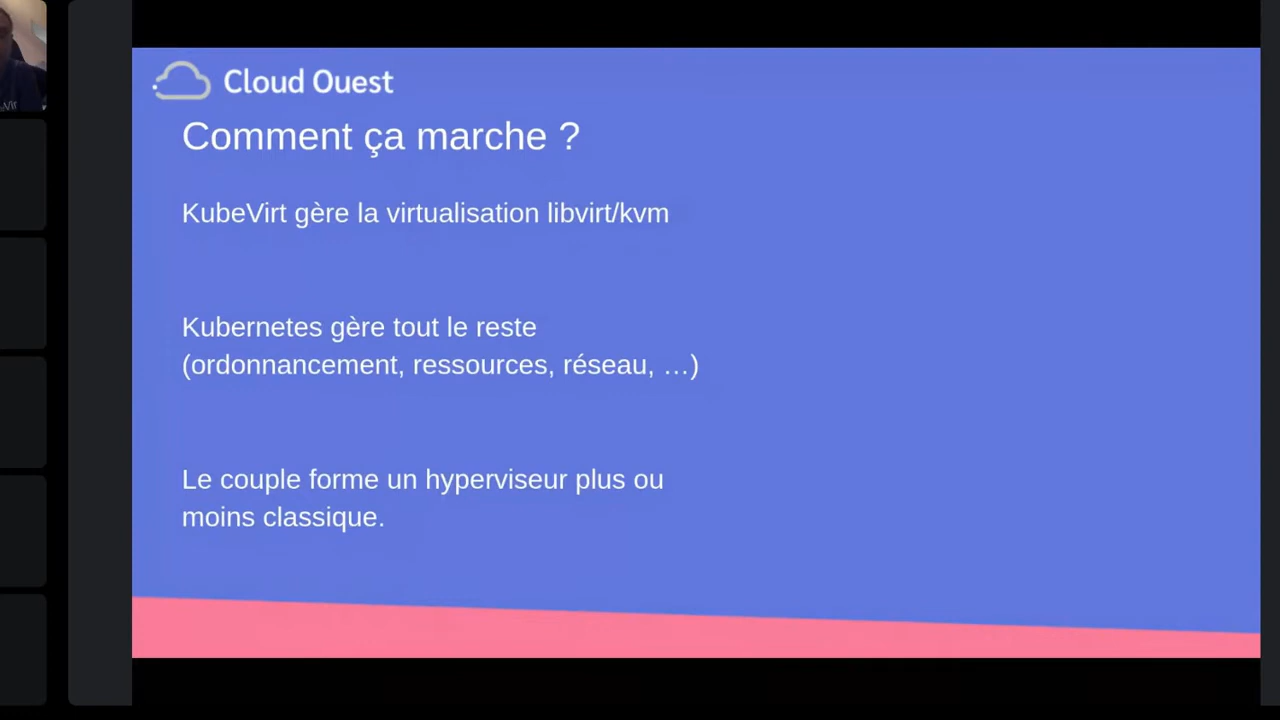 Cloud Ouest
Comment ça marche ?
KubeVirt gère la virtualisation libvirt/kvm
Kubernetes gère tout le reste
(ordonnancement, ressources, réseau, …)
Le couple forme un hyperviseur plus ou
moins classique.